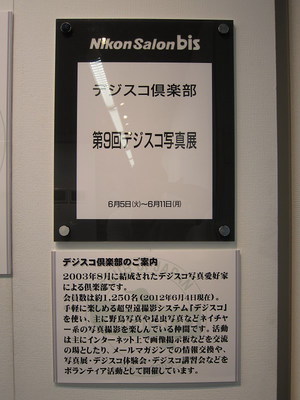 Nikon Salon bis
デジスコ倶楽部
第9回デジスコ写真展
6月5日(火)～6月11日(月)
デジスコ倶楽部のご案内
2003年8月に結成されたデジスコ写真愛好家
による倶楽部です。
会員数は約1,250名(2012年6月4日現在)。
手軽に楽しめる超望遠撮影システム『デジスコ』
を使い、主に野鳥写真や昆虫写真などネイチャ
ー系の写真撮影を楽しんでいる仲間です。活動
は主にインターネット上で画像掲示板などを交流
の場としたり、メールマガジンでの情報交換や、
写真展・デジスコ体験会・デジスコ講習会などを
ボランティア活動として開催しています。